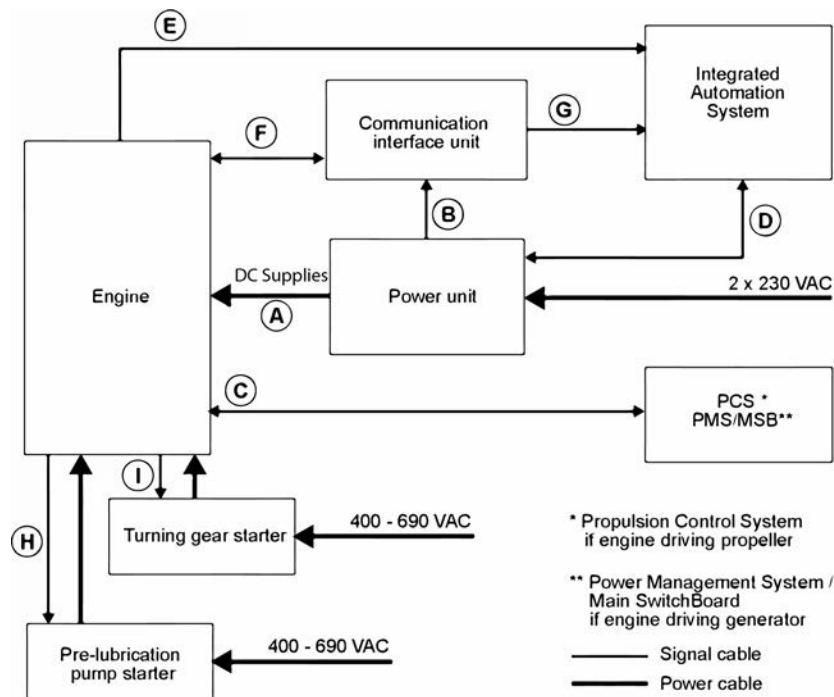 E
Integrated
Automation
System
Communication
interface unit
G
F
B
D
Engine
DC Supplies
A
Power unit
2 x 230 VAC
C
PCS *
PMS/MSB**
I
Turning gear starter
400 - 690 VAC
H
Pre-lubrication
pump starter
400 - 690 VAC
* Propulsion Control System
if engine driving propeller
** Power Management System /
Main SwitchBoard
if engine driving generator
Signal cable
Power cable